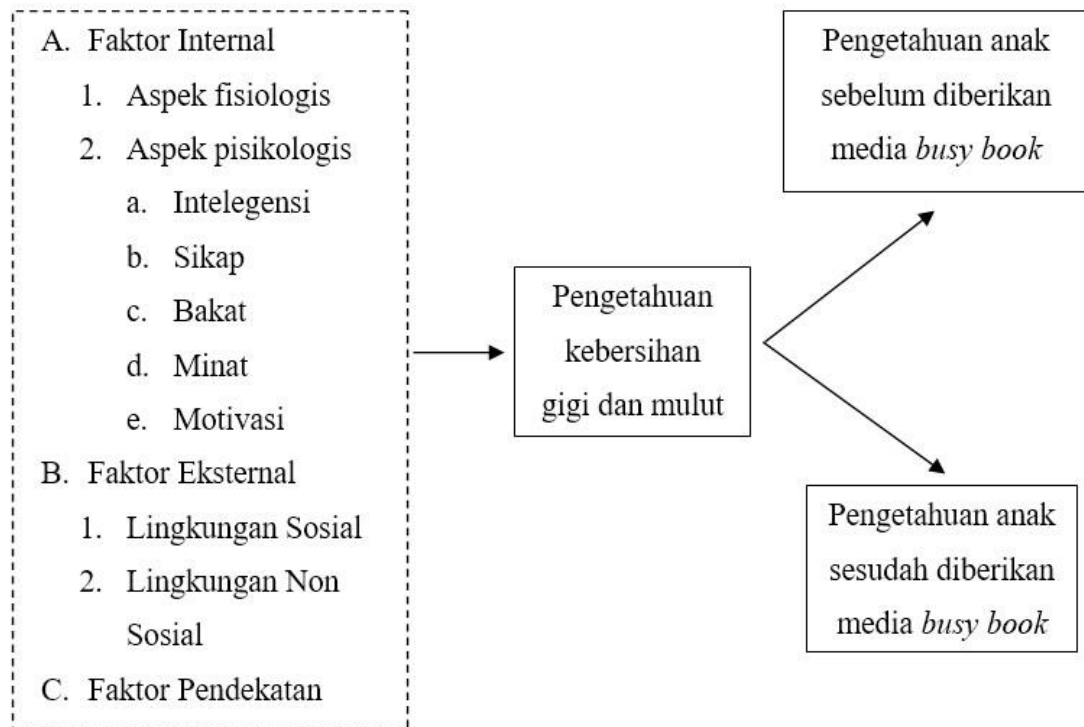 A. Faktor Internal
1. Aspek fisiologis
2. Aspek pisikologis
a. Intelegensi
b. Sikap
c. Bakat
d. Minat
e. Motivasi
B. Faktor Eksternal
1. Lingkungan Sosial
2. Lingkungan Non
Sosial
C. Faktor Pendekatan
Pengetahuan
kebersihan
gigi dan mulut
Pengetahuan anak
sebelum diberikan
media busy book
Pengetahuan anak
sesudah diberikan
media busy book